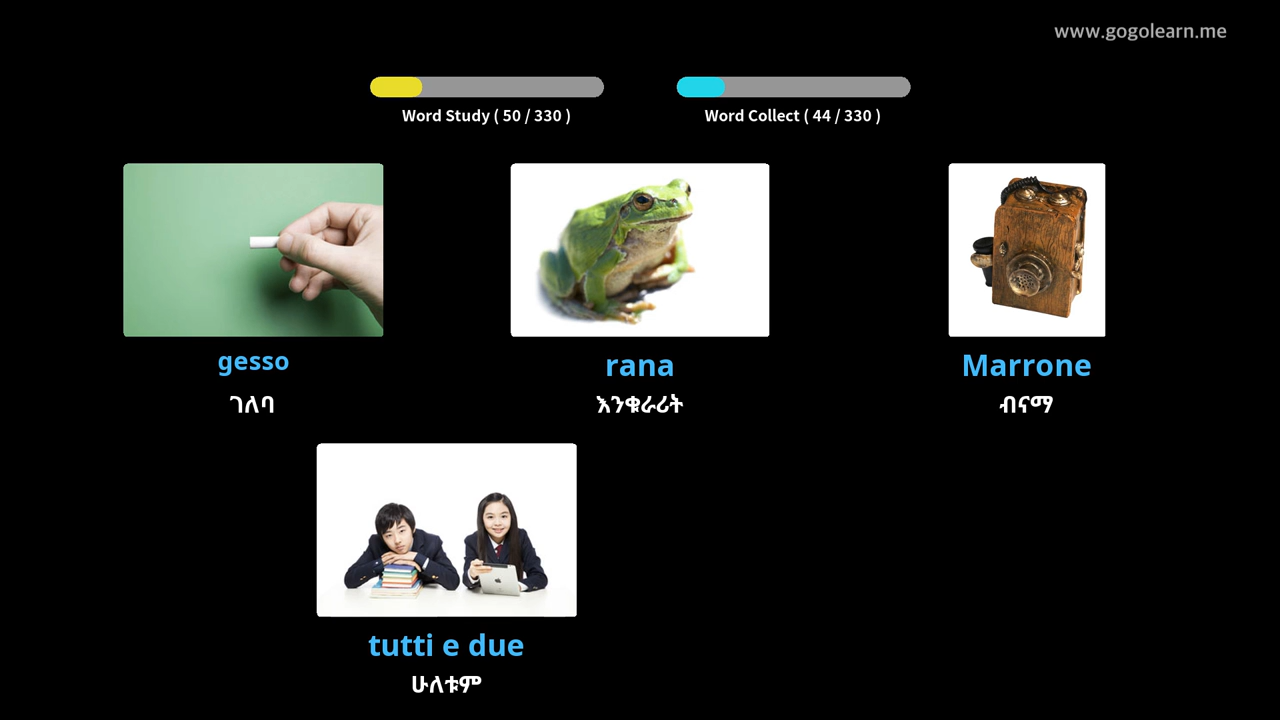 www.gogolearn.me
Word Study ( 50 / 330 )
Word Collect ( 44 / 330 )
gesso
ገለባ
rana
እንቁራሪት
Marrone
ብናማ
tutti e due
ሁለቱም